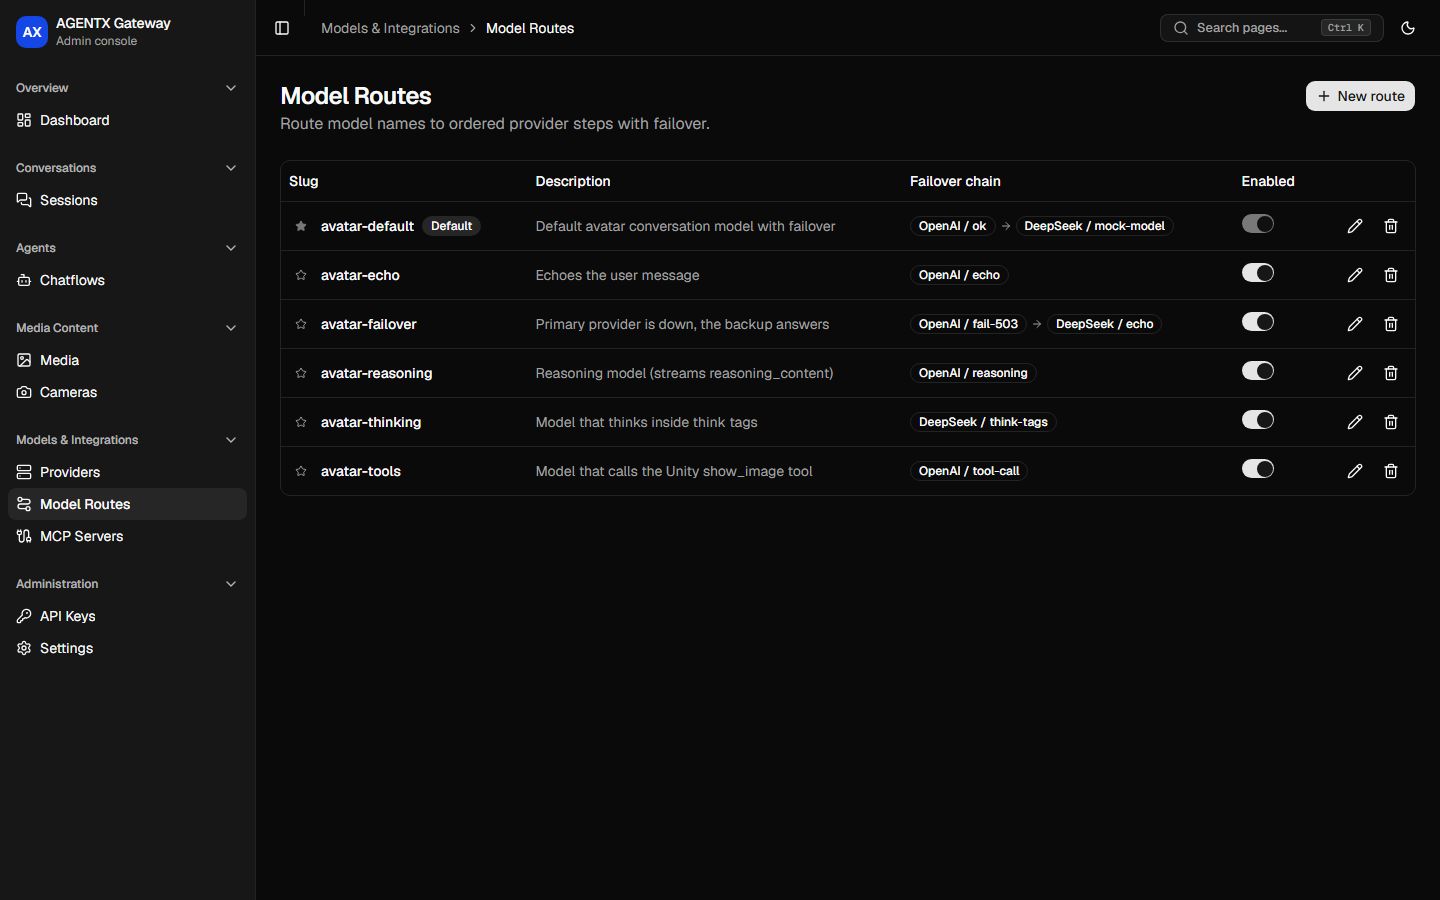 AX
AGENTX Gateway
Admin console
Overview
Dashboard
Conversations
Sessions
Agents
Chatflows
Media Content
Media
Cameras
Models & Integrations
Providers
Model Routes
MCP Servers
Administration
API Keys
Settings
Models & Integrations > Model Routes
Search pages... Ctrl K
Model Routes
Route model names to ordered provider steps with failover.
+ New route
Slug Description Failover chain Enabled
avatar-default Default Default avatar conversation model with failover OpenAI / ok → DeepSeek / mock-model
avatar-echo Echoes the user message OpenAI / echo
avatar-failover Primary provider is down, the backup answers OpenAI / fail-503 → DeepSeek / echo
avatar-reasoning Reasoning model (streams reasoning_content) OpenAI / reasoning
avatar-thinking Model that thinks inside think tags DeepSeek / think-tags
avatar-tools Model that calls the Unity show_image tool OpenAI / tool-call